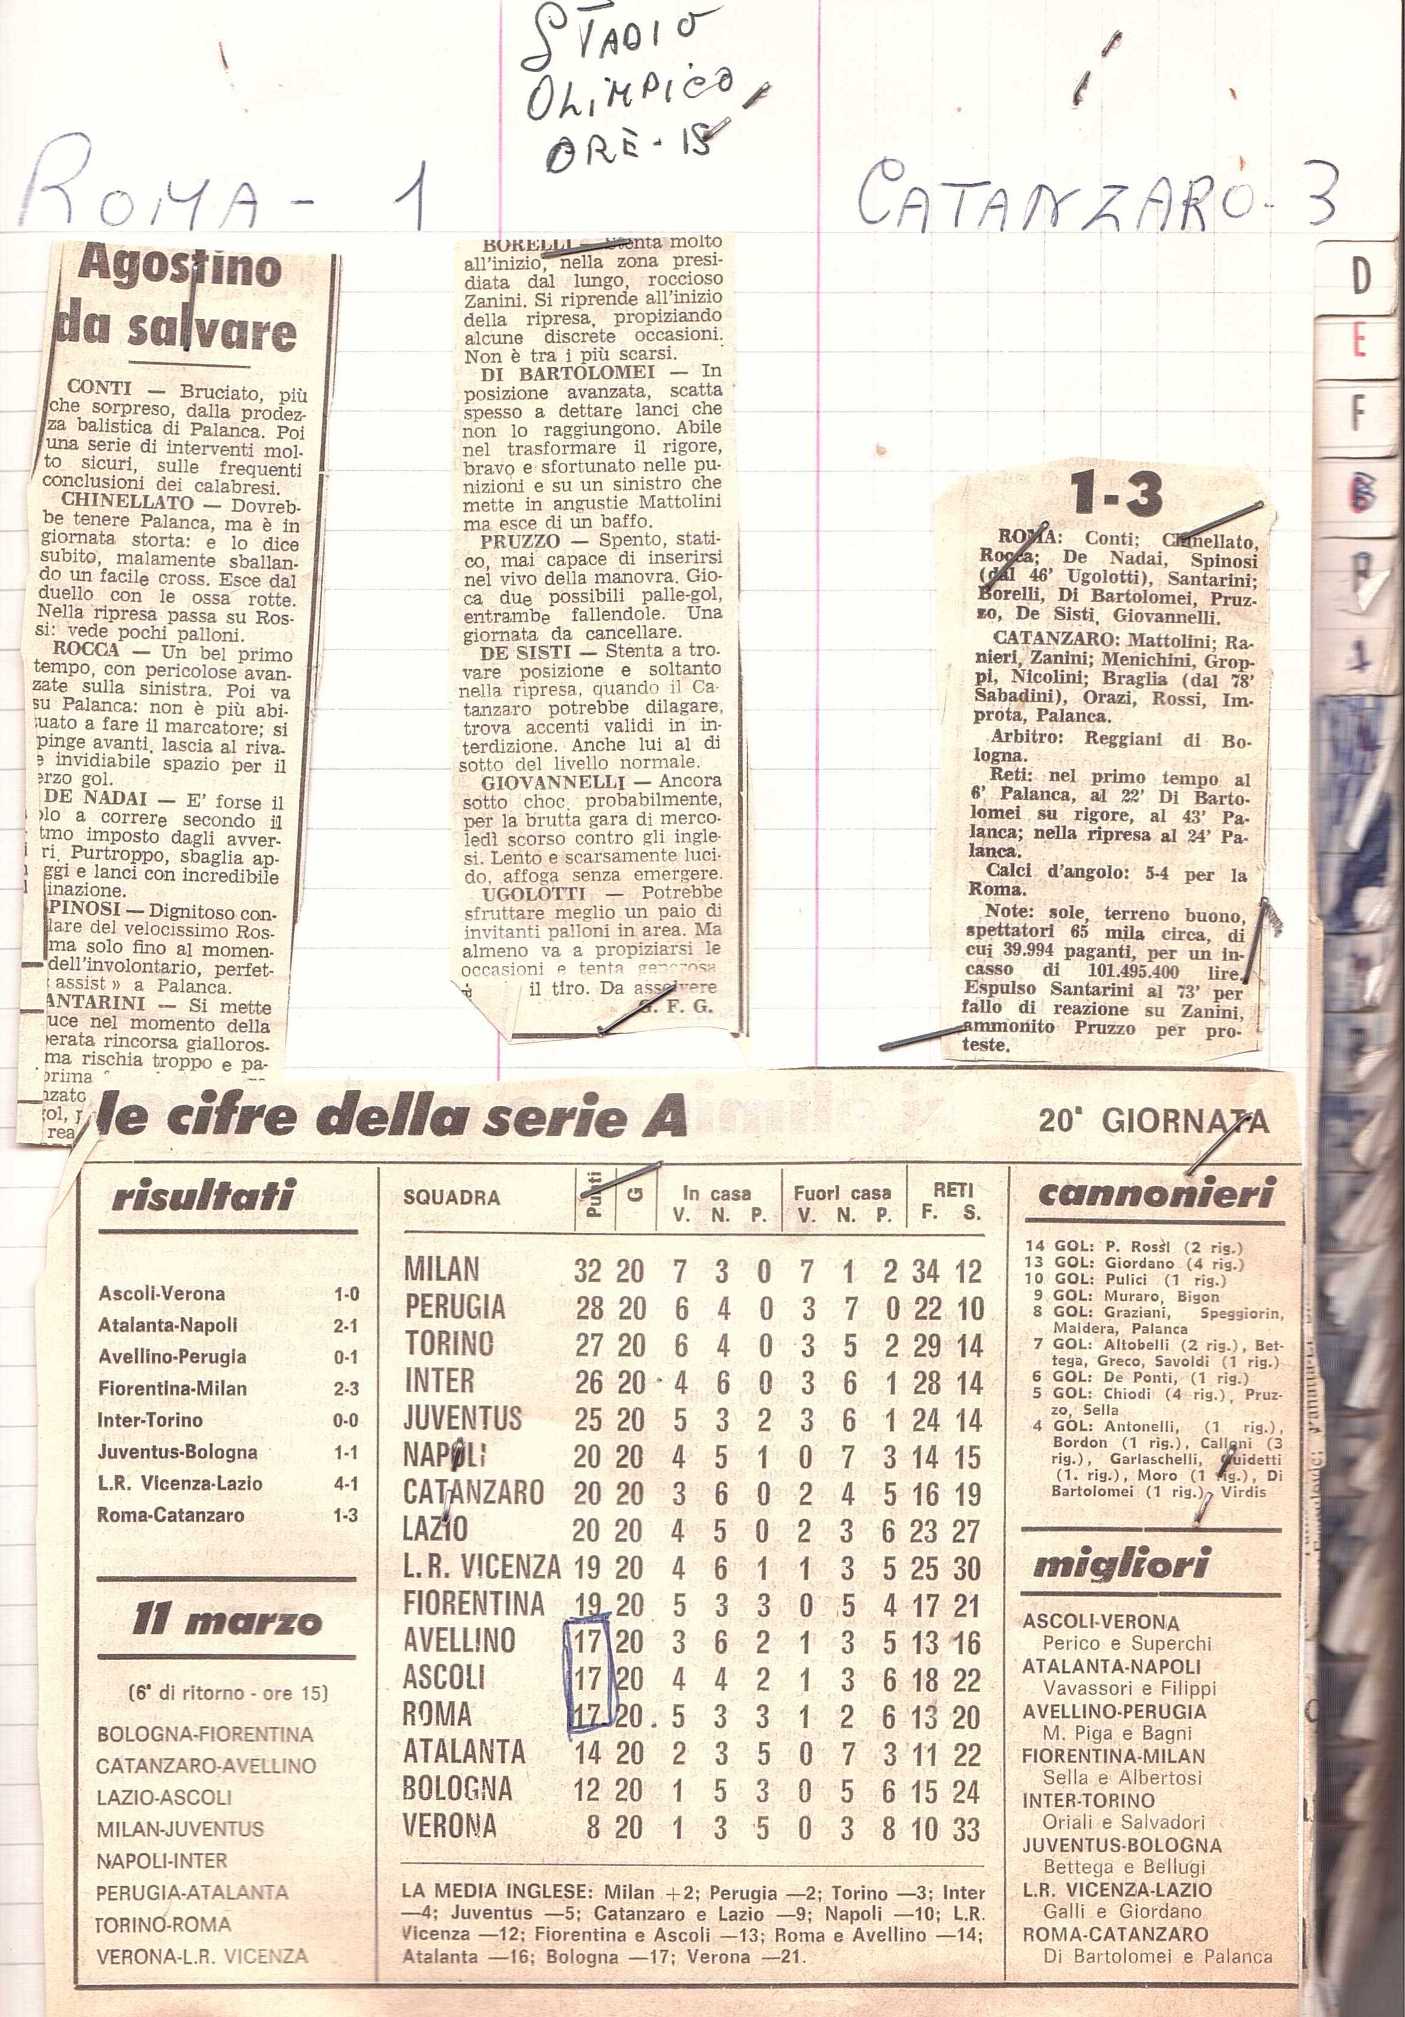 STADIO
OLIMPICO
ORE - 15
ROMA - 1
CATANZARO - 3
Agostino
da salvare
CONTI — Bruciato, più
che sorpreso, dalla prodez-
za balistica di Palanca. Poi
una serie di interventi mol-
to sicuri, sulle frequenti
conclusioni dei calabresi.
CHINELLATO — Dovreb-
be tenere Palanca, ma è in
giornata storta: e lo dice
subito, malamente sballan-
do un facile cross. Esce dal
duello con le ossa rotte.
Nella ripresa passa su Ros-
si: vede pochi palloni.
ROCCA — Un bel primo
tempo, con pericolose avan-
zate sulla sinistra. Poi va
su Palanca: non è più abi-
tuato a fare il marcatore; si
pinge avanti, lascia al riva-
e invidiabile spazio per il
erzo gol.
DE NADAI — E' forse il
olo a correre secondo il
tmo imposto dagli avver-
ri. Purtroppo, sbaglia ap-
ggi e lanci con incredibile
inazione.
PINOSI — Dignitoso con-
lare del velocissimo Ros-
ma solo fino al momen-
dell'involontario, perfet-
assist» a Palanca.
ANTARINI — Si mette
luce nel momento della
perata rincorsa gialloros-
ma rischia troppo e pa-
prima
nzato
gol,
rea
BORELLI — Stenta molto
all'inizio, nella zona presi-
diata dal lungo, roccioso
Zanini. Si riprende all'inizio
della ripresa, propiziando
alcune discrete occasioni.
Non è tra i più scarsi.
DI BARTOLOMEI — In
posizione avanzata, scatta
spesso a dettare lanci che
non lo raggiungono. Abile
nel trasformare il rigore,
bravo e sfortunato nelle pu-
nizioni e su un sinistro che
mette in angustie Mattolini
ma esce di un baffo.
PRUZZO — Spento, stati-
co, mai capace di inserirsi
nel vivo della manovra. Gio-
ca due possibili palle-gol,
entrambe fallendole. Una
giornata da cancellare.
DE SISTI — Stenta a tro-
vare posizione e soltanto
nella ripresa, quando il Ca-
tanzaro potrebbe dilagare,
trova accenti validi in in-
terdizione. Anche lui al di
sotto del livello normale.
GIOVANNELLI — Ancora
sotto choc, probabilmente,
per la brutta gara di merco-
ledì scorso contro gli ingle-
si. Lento e scarsamente luci-
do, affoga senza emergere.
UGOLOTTI — Potrebbe
sfruttare meglio un paio di
invitanti palloni in area. Ma
almeno va a propiziarsi le
occasioni e tenta generosa
il tiro. Da assolvere
G. F. G.
1-3
ROMA: Conti; Chinellato,
Rocca; De Nadai, Spinosi
(dal 46' Ugolotti), Santarini;
Borelli, Di Bartolomei, Pruz-
zo, De Sisti, Giovannelli.
CATANZARO: Mattolini; Ra-
nieri, Zanini; Menichini, Grop-
pi, Nicolini; Braglia (dal 78'
Sabadini), Orazi, Rossi, Im-
prota, Palanca.
Arbitro: Reggiani di Bo-
logna.
Reti: nel primo tempo al
6' Palanca, al 22' Di Barto-
lomei su rigore, al 43' Pa-
lanca; nella ripresa al 24' Pa-
lanca.
Calci d'angolo: 5-4 per la
Roma.
Note: sole, terreno buono,
spettatori 65 mila circa, di
cui 39.994 paganti, per un in-
casso di 101.495.400 lire.
Espulso Santarini al 73' per
fallo di reazione su Zanini,
ammonito Pruzzo per pro-
teste.
D
E
F
le cifre della serie A
20ª GIORNATA
risultati
Ascoli-Verona 1-0
Atalanta-Napoli 2-1
Avellino-Perugia 0-1
Fiorentina-Milan 2-3
Inter-Torino 0-0
Juventus-Bologna 1-1
L.R. Vicenza-Lazio 4-1
Roma-Catanzaro 1-3
11 marzo
(6ª di ritorno - ore 15)
BOLOGNA-FIORENTINA
CATANZARO-AVELLINO
LAZIO-ASCOLI
MILAN-JUVENTUS
NAPOLI-INTER
PERUGIA-ATALANTA
TORINO-ROMA
VERONA-L.R. VICENZA
SQUADRA Punti G In casa Fuori casa RETI
V. N. P. V. N. P. F. S.
MILAN 32 20 7 3 0 7 1 2 34 12
PERUGIA 28 20 6 4 0 3 7 0 22 10
TORINO 27 20 6 4 0 3 5 2 29 14
INTER 26 20 4 6 0 3 6 1 28 14
JUVENTUS 25 20 5 3 2 3 6 1 24 14
NAPOLI 20 20 4 5 1 0 7 3 14 15
CATANZARO 20 20 3 6 0 2 4 5 16 19
LAZIO 20 20 4 5 0 2 3 6 23 27
L.R. VICENZA 19 20 4 6 1 1 3 5 25 30
FIORENTINA 19 20 5 3 3 0 5 4 17 21
AVELLINO 17 20 3 6 2 1 3 5 13 16
ASCOLI 17 20 4 4 2 1 3 6 18 22
ROMA 17 20 5 3 3 1 2 6 13 20
ATALANTA 14 20 2 3 5 0 7 3 11 22
BOLOGNA 12 20 1 5 3 0 5 6 15 24
VERONA 8 20 1 3 5 0 3 8 10 33
LA MEDIA INGLESE: Milan +2; Perugia —2; Torino —3; Inter
—4; Juventus —5; Catanzaro e Lazio —9; Napoli —10; L.R.
Vicenza —12; Fiorentina e Ascoli —13; Roma e Avellino —14;
Atalanta —16; Bologna —17; Verona —21.
cannonieri
14 GOL: P. Rossi (2 rig.)
13 GOL: Giordano (4 rig.)
10 GOL: Pulici (1 rig.)
9 GOL: Muraro, Bigon
8 GOL: Graziani, Speggiorin,
Maldera, Palanca
7 GOL: Altobelli (2 rig.), Bet-
tega, Greco, Savoldi (1 rig.)
6 GOL: De Ponti, (1 rig.)
5 GOL: Chiodi (4 rig.), Pruz-
zo, Sella
4 GOL: Antonelli, (1 rig.),
Bordon (1 rig.), Calloni (3
rig.), Garlaschelli, Guidetti
(1. rig.), Moro (1 rig.), Di
Bartolomei (1 rig.), Virdis
migliori
ASCOLI-VERONA
Perico e Superchi
ATALANTA-NAPOLI
Vavassori e Filippi
AVELLINO-PERUGIA
M. Piga e Bagni
FIORENTINA-MILAN
Sella e Albertosi
INTER-TORINO
Oriali e Salvadori
JUVENTUS-BOLOGNA
Bettega e Bellugi
L.R. VICENZA-LAZIO
Galli e Giordano
ROMA-CATANZARO
Di Bartolomei e Palanca